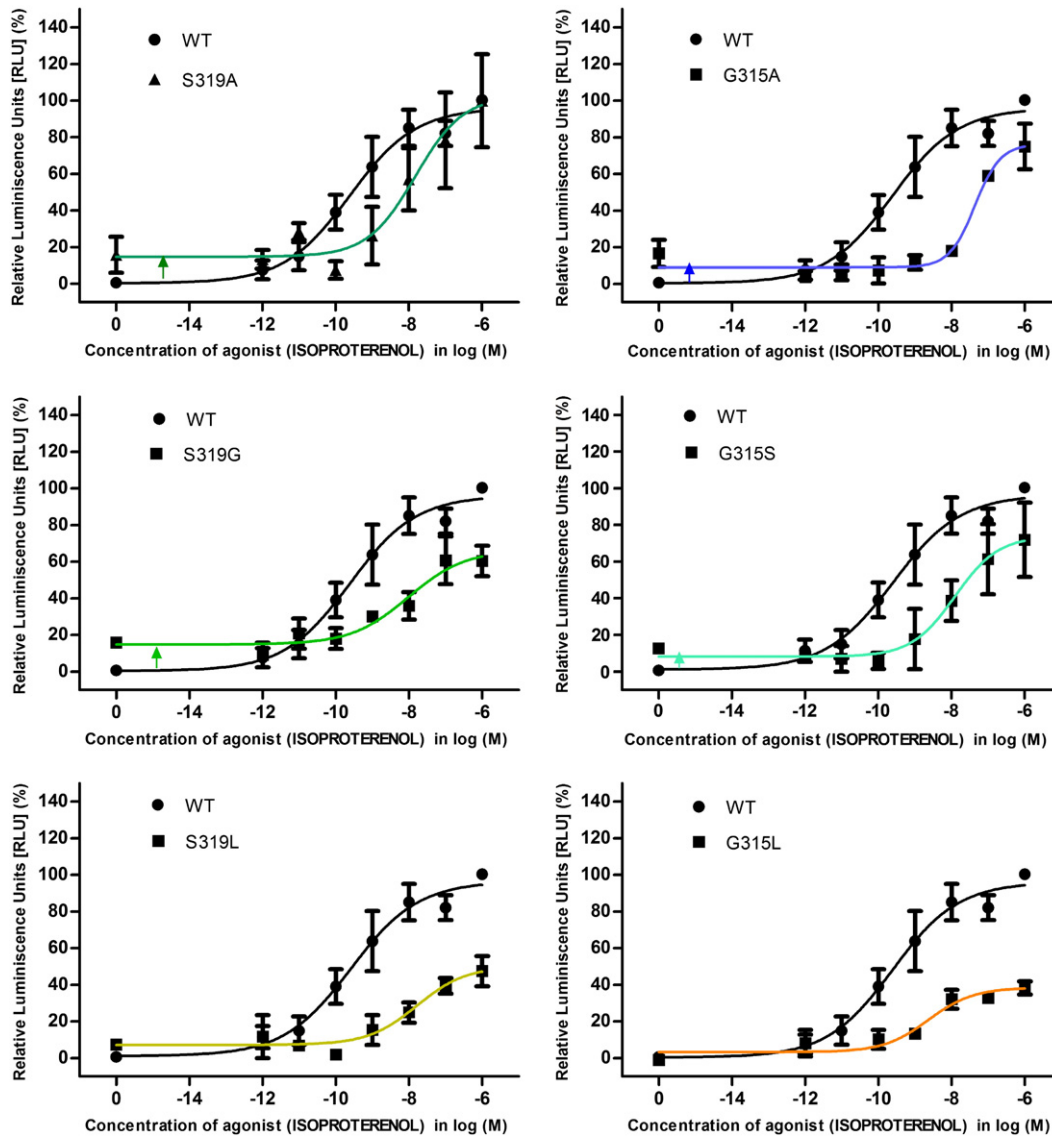 Relative Luminiscence Units [RLU] (%)
140
120
100
80
60
40
20
0
WT
S319A
0 -14 -12 -10 -8 -6
Concentration of agonist (ISOPROTERENOL) in log (M)
Relative Luminiscence Units [RLU] (%)
140
120
100
80
60
40
20
0
WT
G315A
0 -14 -12 -10 -8 -6
Concentration of agonist (ISOPROTERENOL) in log (M)
Relative Luminiscence Units [RLU] (%)
140
120
100
80
60
40
20
0
WT
S319G
0 -14 -12 -10 -8 -6
Concentration of agonist (ISOPROTERENOL) in log (M)
Relative Luminiscence Units [RLU] (%)
140
120
100
80
60
40
20
0
WT
G315S
0 -14 -12 -10 -8 -6
Concentration of agonist (ISOPROTERENOL) in log (M)
Relative Luminiscence Units [RLU] (%)
140
120
100
80
60
40
20
0
WT
S319L
0 -14 -12 -10 -8 -6
Concentration of agonist (ISOPROTERENOL) in log (M)
Relative Luminiscence Units [RLU] (%)
140
120
100
80
60
40
20
0
WT
G315L
0 -14 -12 -10 -8 -6
Concentration of agonist (ISOPROTERENOL) in log (M)